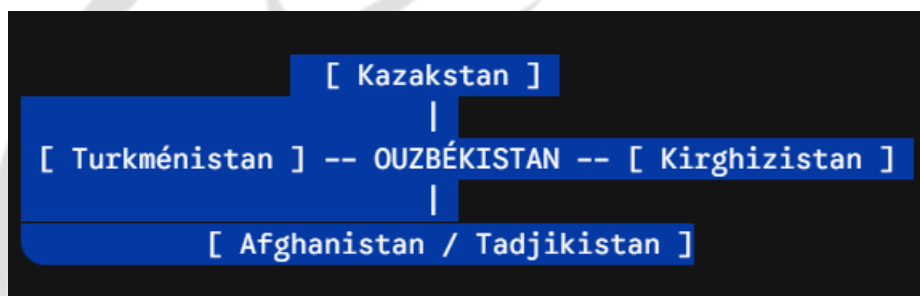 [ Kazakstan ]
|
[ Turkménistan ] -- OUZBÉKISTAN -- [ Kirghizistan ]
|
[ Afghanistan / Tadjikistan ]